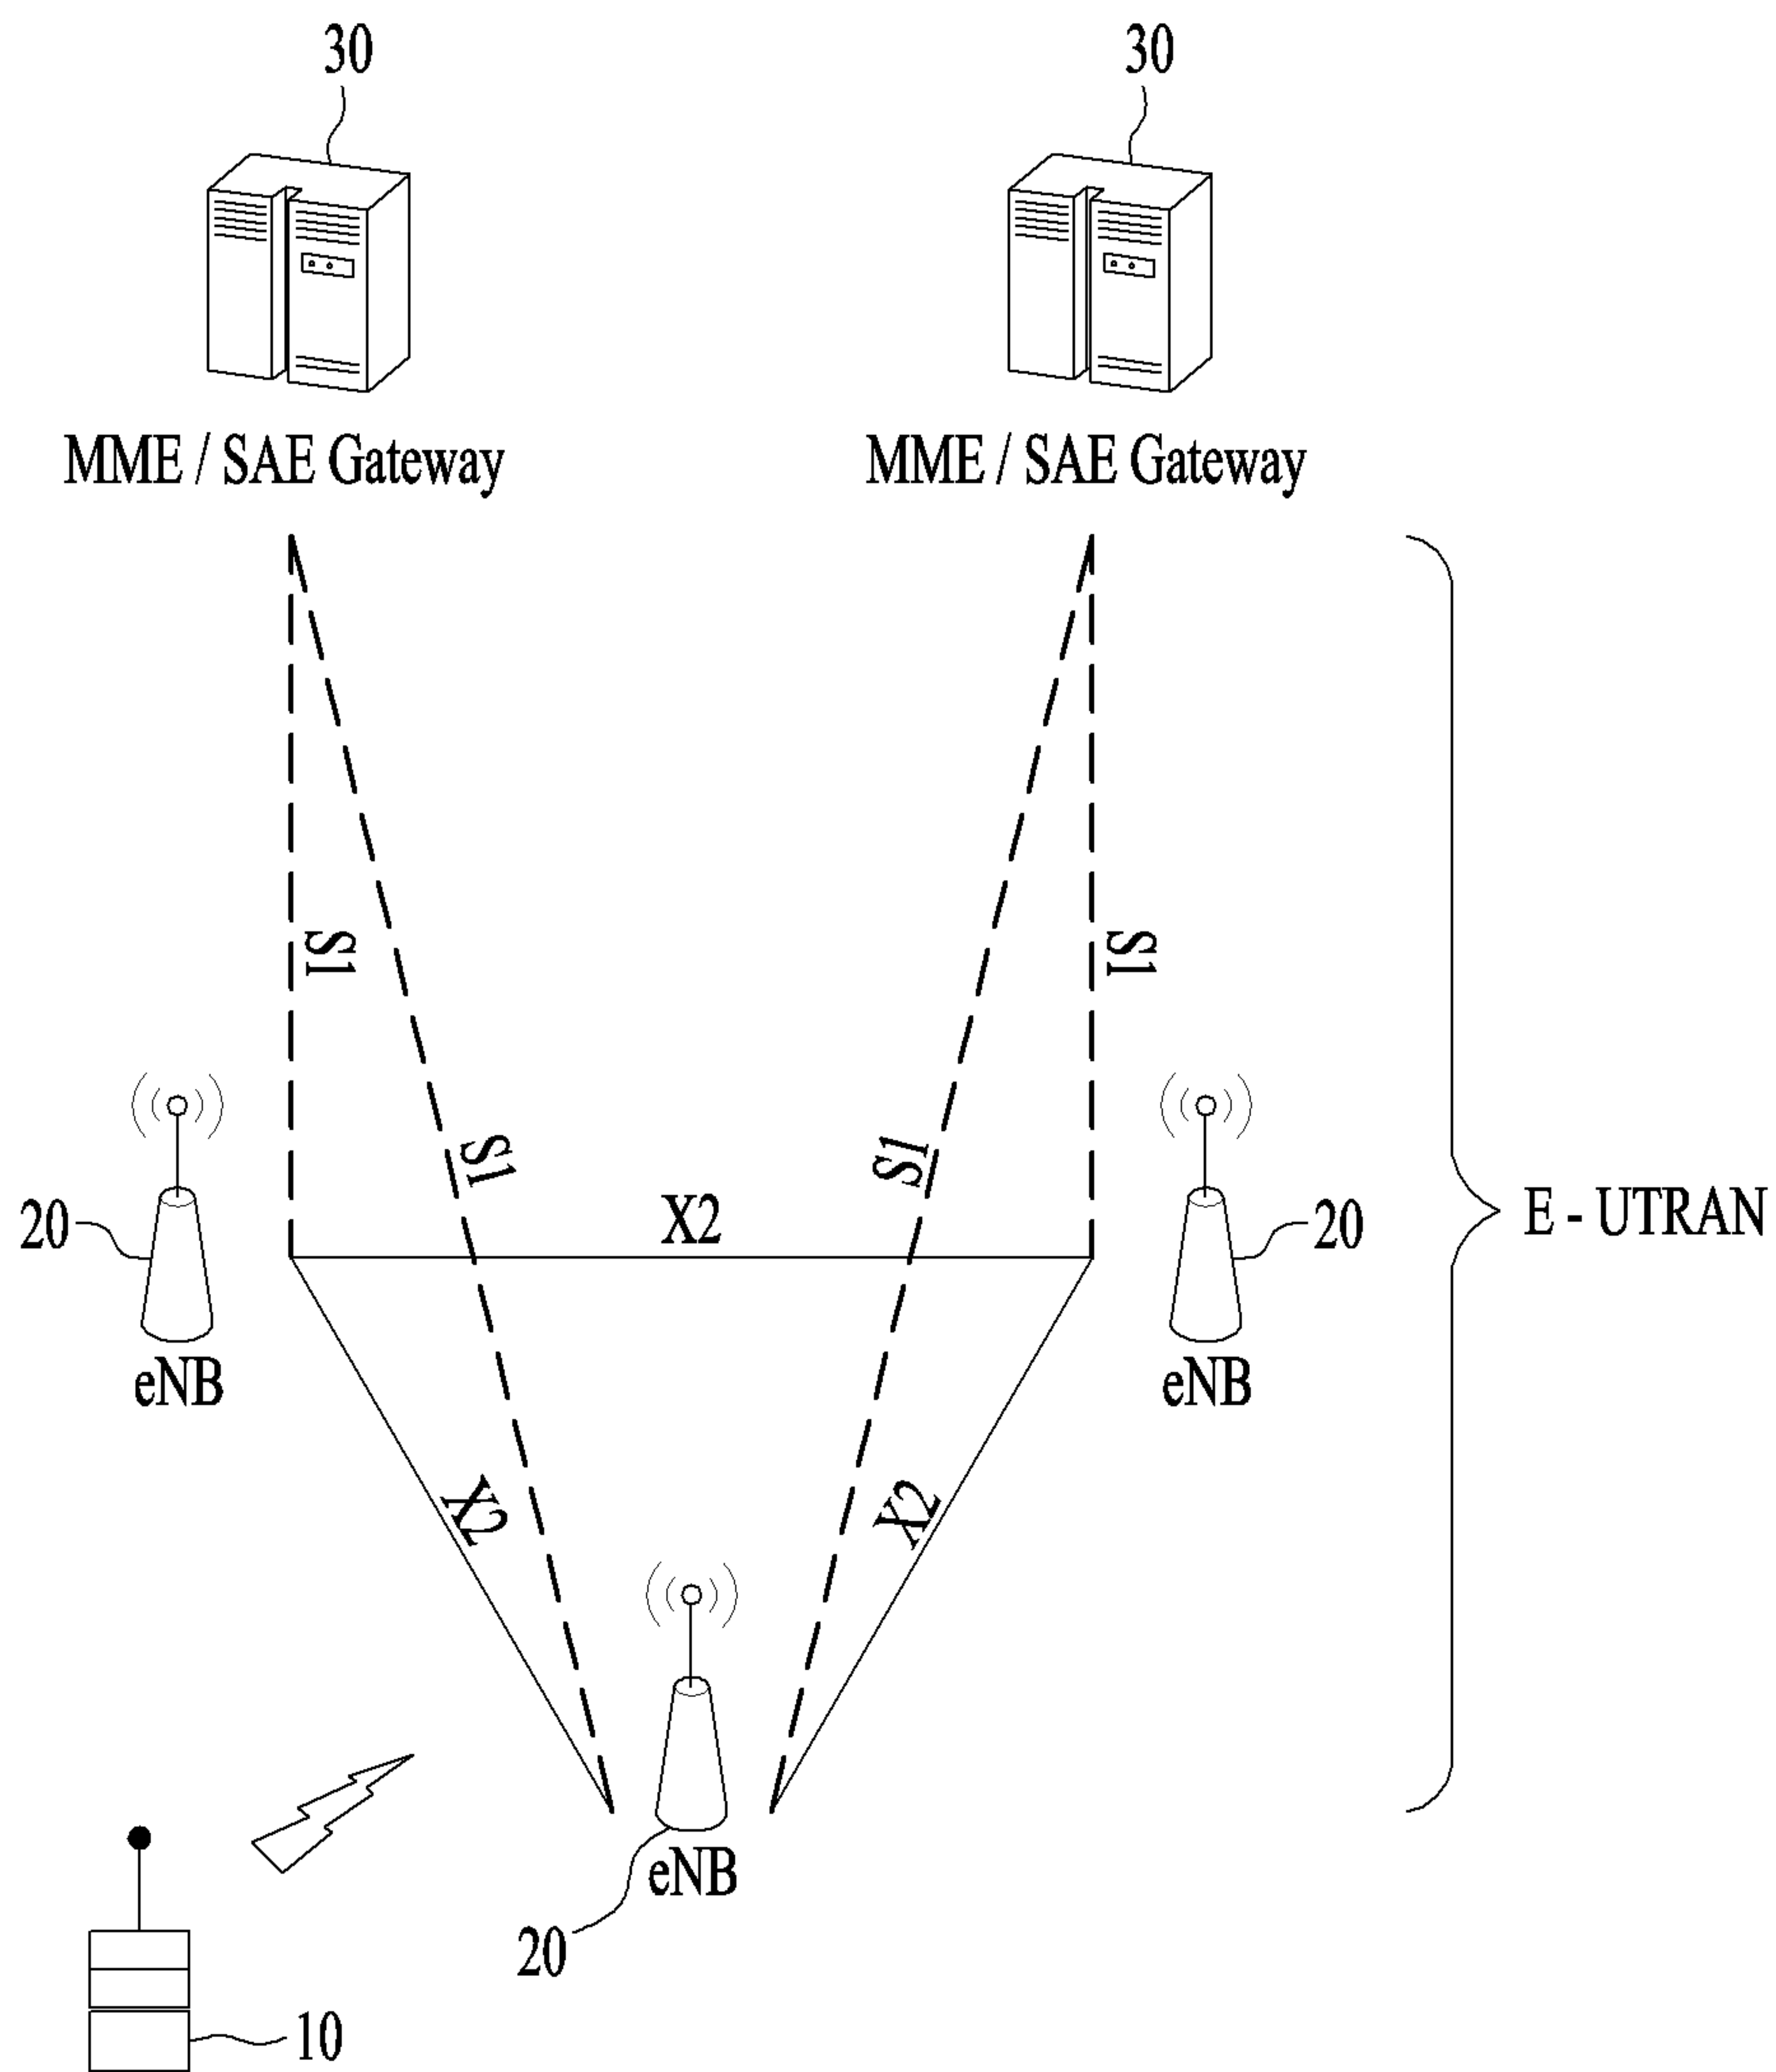 30
30
MME / SAE Gateway
MME / SAE Gateway
S1
S1
S1
S1
X2
20
20
E - UTRAN
eNB
eNB
X2
X2
eNB
20
10